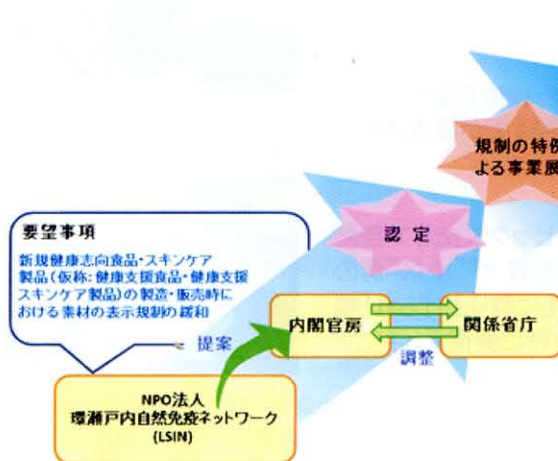 規制の特例
よる事業展
認定
要望事項
新規健康志向食品・スキンケア
製品(仮称:健康支援食品・健康支援
スキンケア製品)の製造・販売時に
おける素材の表示規制の緩和
提案
内閣官房
関係省庁
調整
NPO法人
環瀬戸内自然免疫ネットワーク
(LSIN)